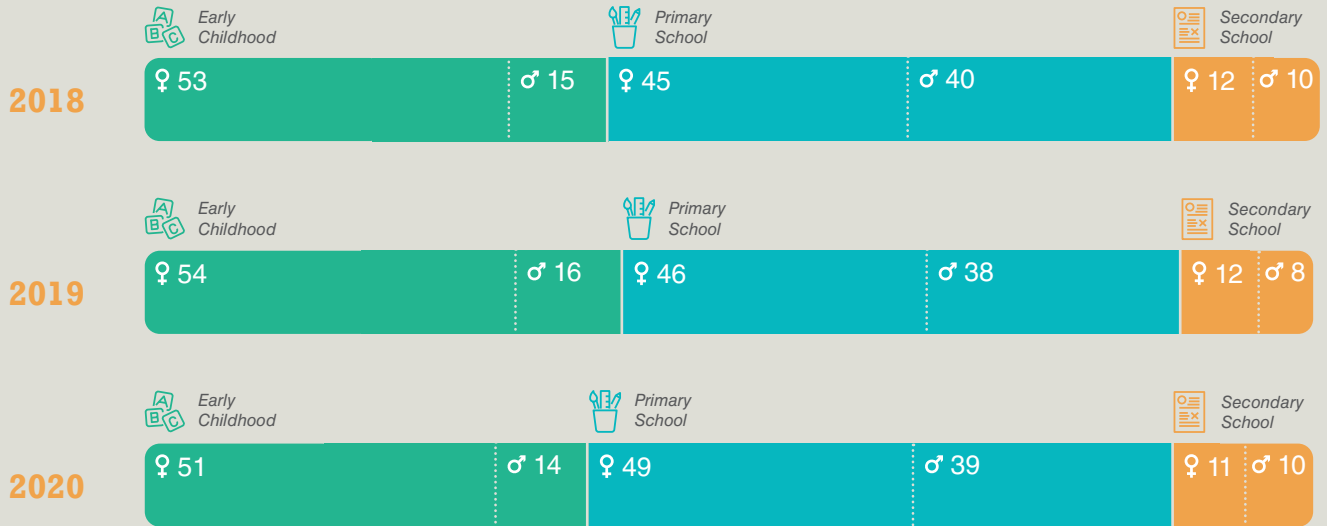 Early
Childhood
Primary
School
Secondary
School
2018
♀ 53
♂ 15
♀ 45
♂ 40
♀ 12
♂ 10
Early
Childhood
Primary
School
Secondary
School
2019
♀ 54
♂ 16
♀ 46
♂ 38
♀ 12
♂ 8
Early
Childhood
Primary
School
Secondary
School
2020
♀ 51
♂ 14
♀ 49
♂ 39
♀ 11
♂ 10